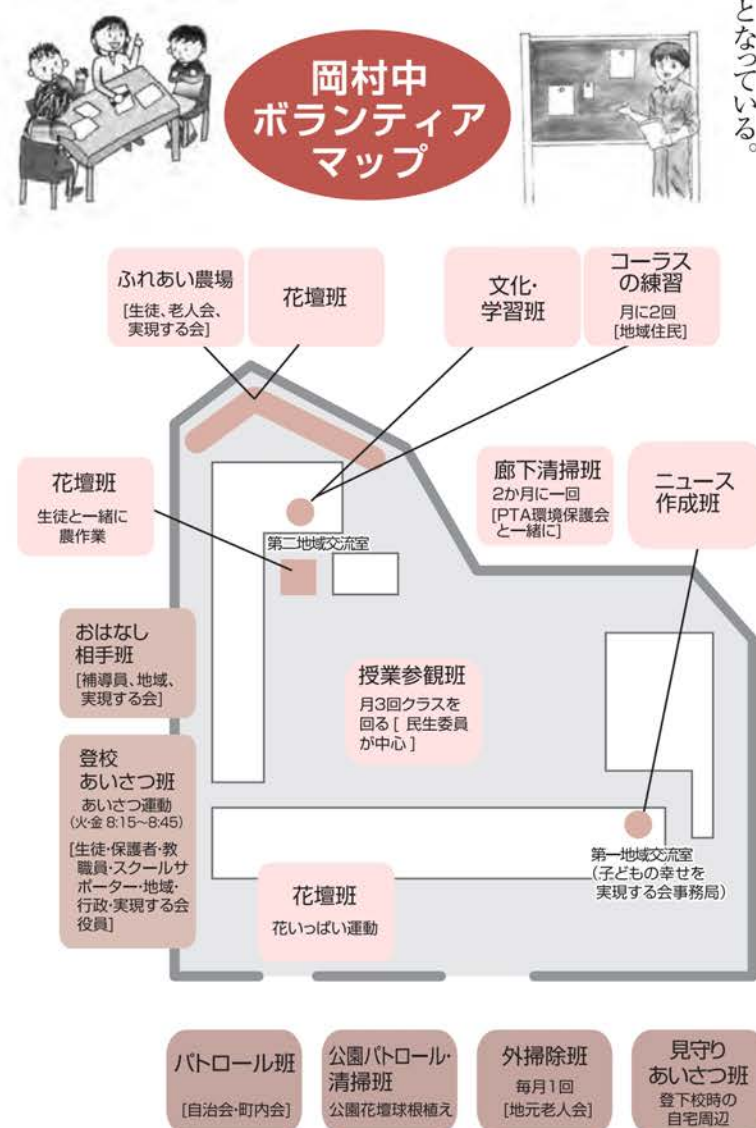 となっている。
岡村中
ボランティア
マップ
ふれあい農場
[生徒、老人会、
実現する会]
花壇班
文化・
学習班
コーラス
の練習
月に2回
[地域住民]
花壇班
生徒と一緒に
農作業
廊下清掃班
2か月に一回
[PTA環境保護会
と一緒に]
ニュース
作成班
第二地域交流室
おはなし
相手班
[補導員、地域、
実現する会]
授業参観班
月3回クラスを
回る [ 民生委員
が中心 ]
登校
あいさつ班
あいさつ運動
(火・金 8:15〜8:45)
[生徒・保護者・教
職員・スクールサ
ポーター・地域・
行政・実現する会
役員]
第一地域交流室
(子どもの幸せを
実現する会事務局)
花壇班
花いっぱい運動
パトロール班
[自治会・町内会]
公園パトロール・
清掃班
公園花壇球根植え
外掃除班
毎月1回
[地元老人会]
見守り
あいさつ班
登下校時の
自宅周辺